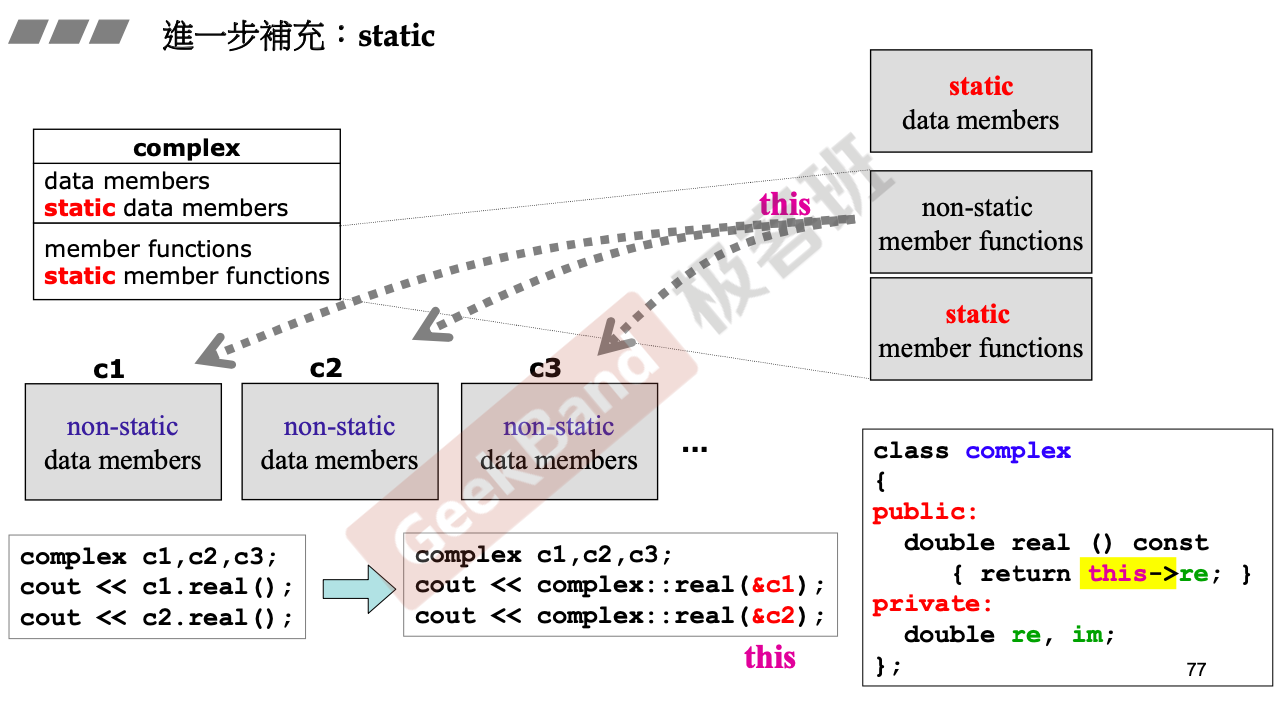 進一步補充：static
static
data members
complex
data members
static data members
member functions
static member functions
this
non-static
member functions
static
member functions
极客班
GeekBand
c1
c2
c3
non-static
data members
non-static
data members
non-static
data members
...
complex c1,c2,c3;
cout << c1.real();
cout << c2.real();
complex c1,c2,c3;
cout << complex::real(&c1);
cout << complex::real(&c2);
this
class complex
{
public:
double real () const
{ return this->re; }
private:
double re, im;
};
77